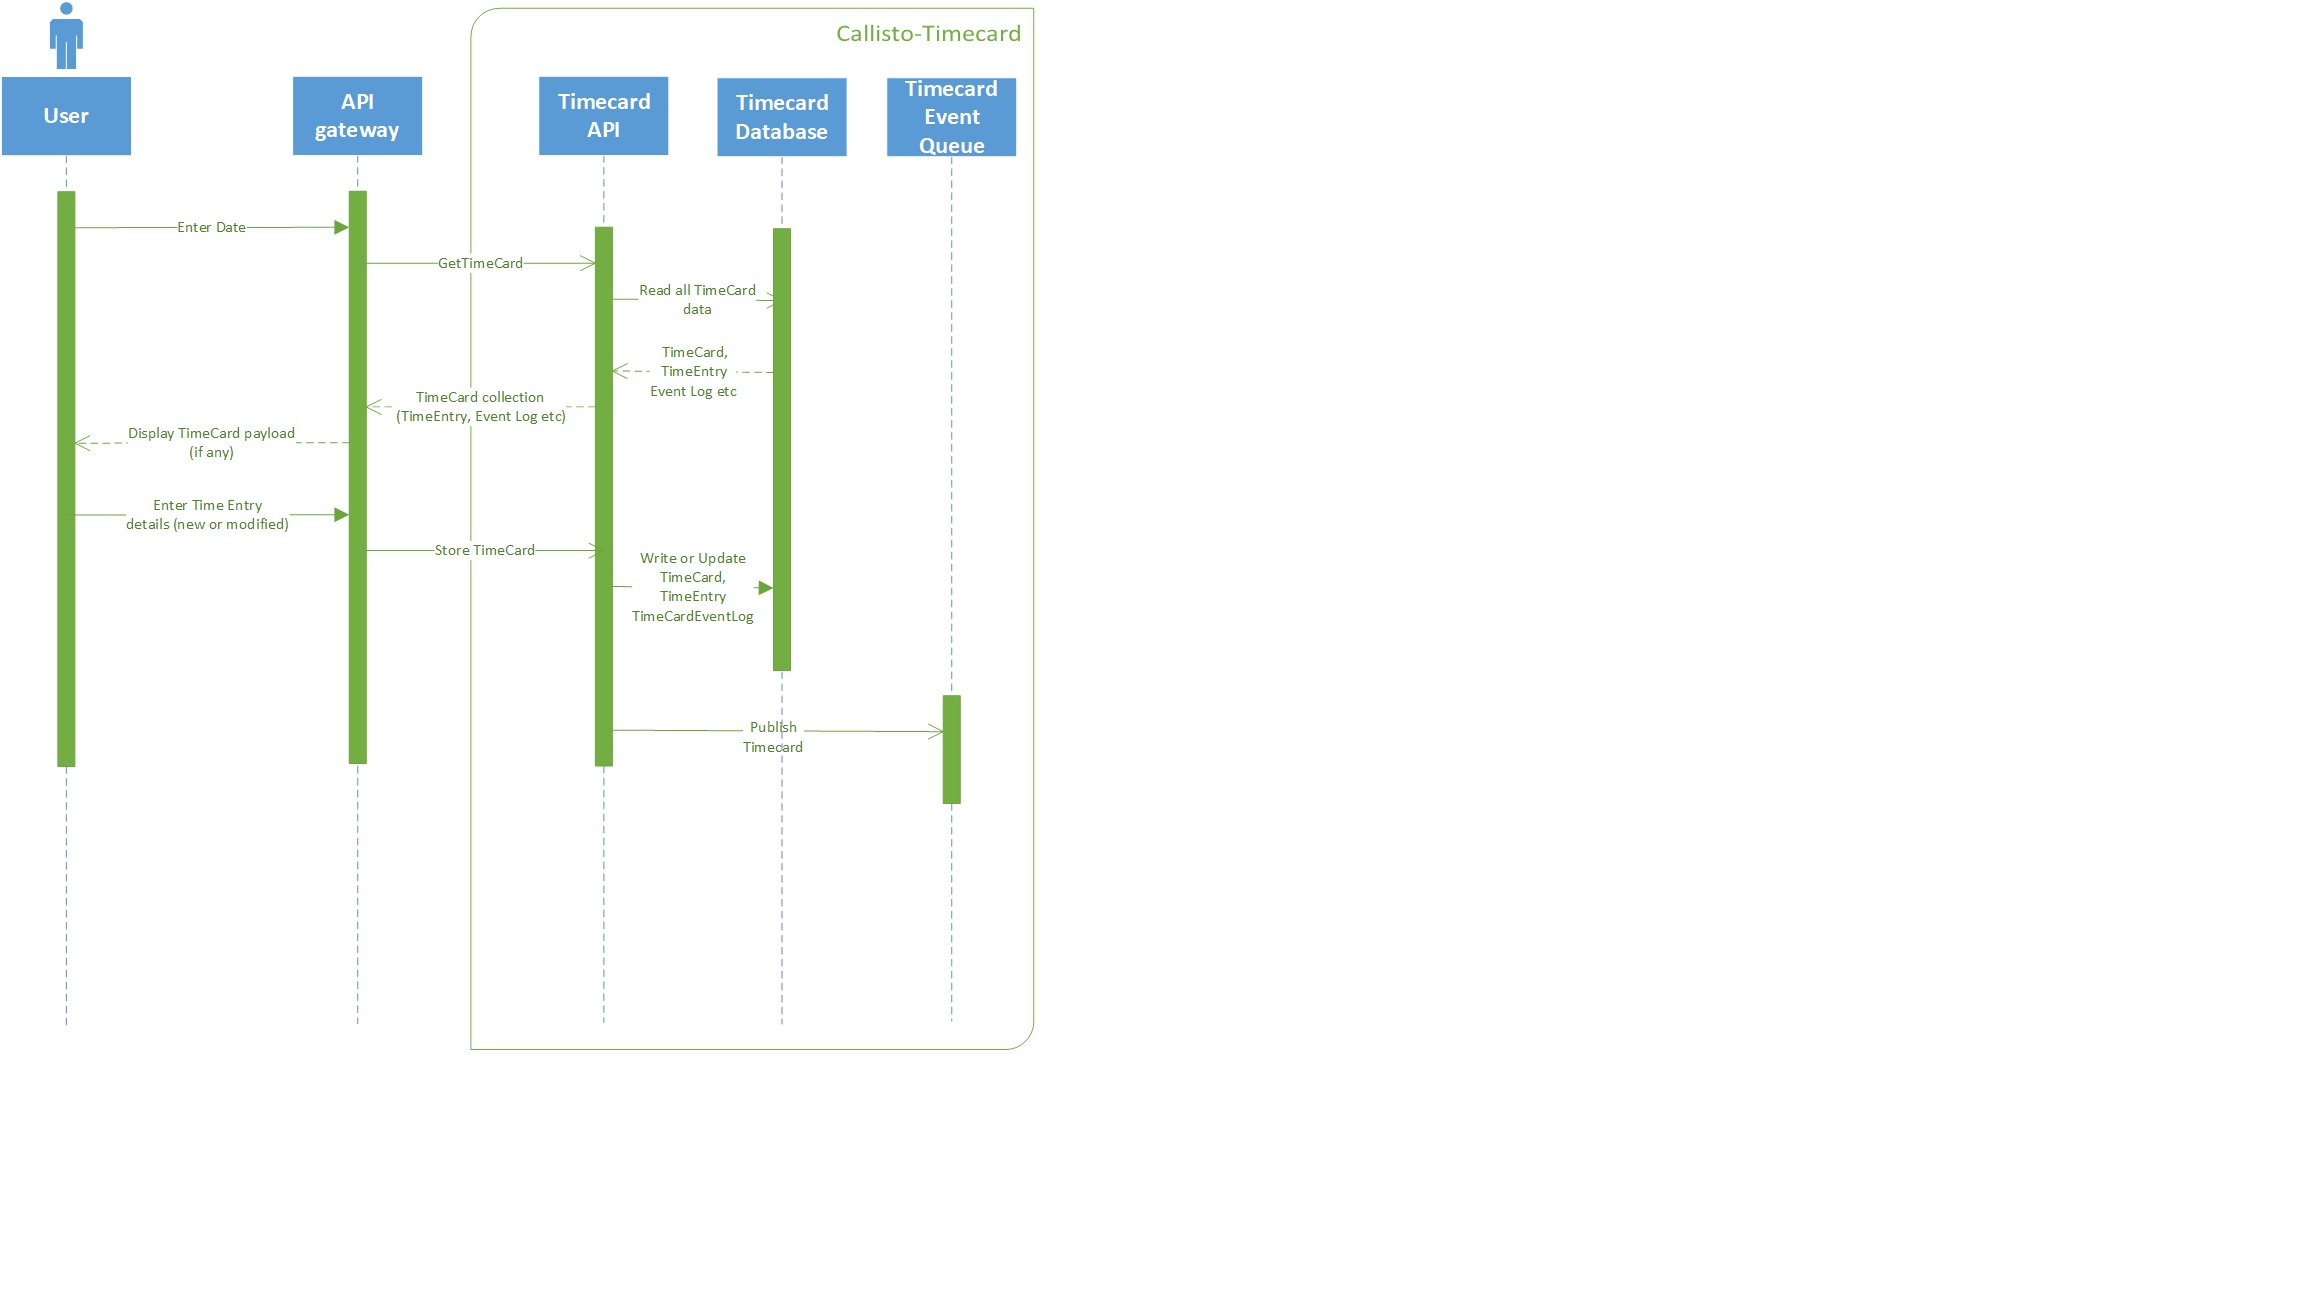 Callisto-Timecard
User
API
gateway
Timecard
API
Timecard
Database
Timecard
Event
Queue
Enter Date
GetTimeCard
Read all TimeCard
data
TimeCard,
TimeEntry
Event Log etc
TimeCard collection
(TimeEntry, Event Log etc)
Display TimeCard payload
(if any)
Enter Time Entry
details (new or modified)
Store TimeCard
Write or Update
TimeCard,
TimeEntry
TimeCardEventLog
Publish
Timecard